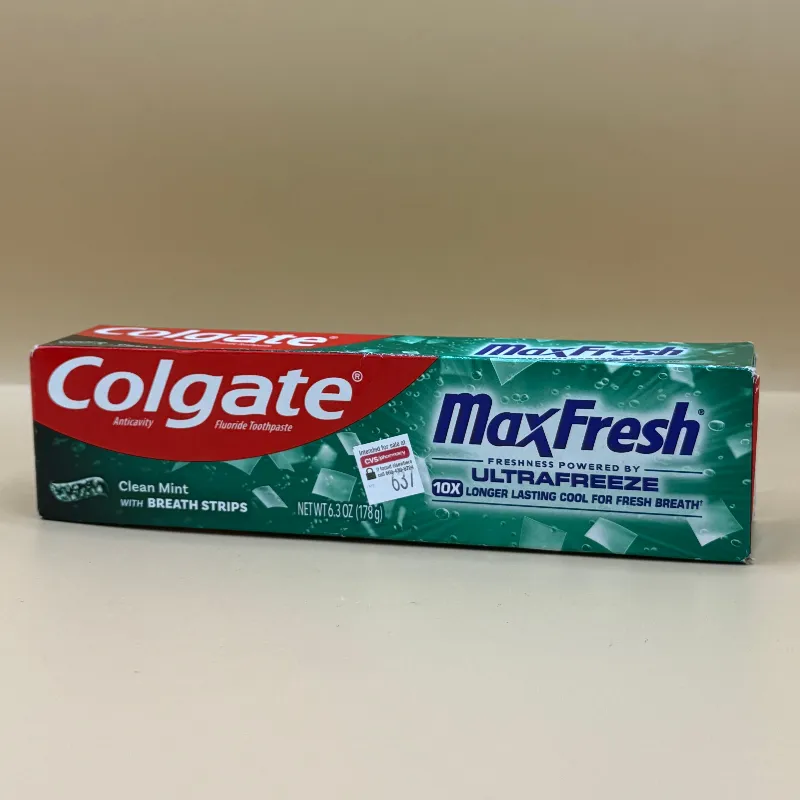 Colgate
MaxFresh
Colgate®
Anticavity Fluoride Toothpaste
Clean Mint
WITH BREATH STRIPS
NET WT 6.3 OZ (178 g)
Intended for sale at
CVS/pharmacy
637
MaxFresh®
FRESHNESS POWERED BY
ULTRAFREEZE
10X LONGER LASTING COOL FOR FRESH BREATH†